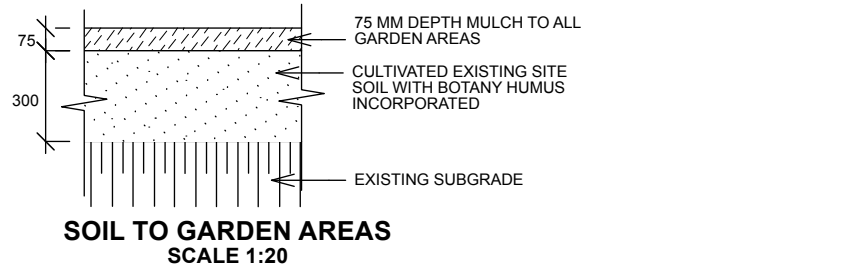 75 MM DEPTH MULCH TO ALL
GARDEN AREAS
75
CULTIVATED EXISTING SITE
SOIL WITH BOTANY HUMUS
INCORPORATED
300
EXISTING SUBGRADE
SOIL TO GARDEN AREAS
SCALE 1:20